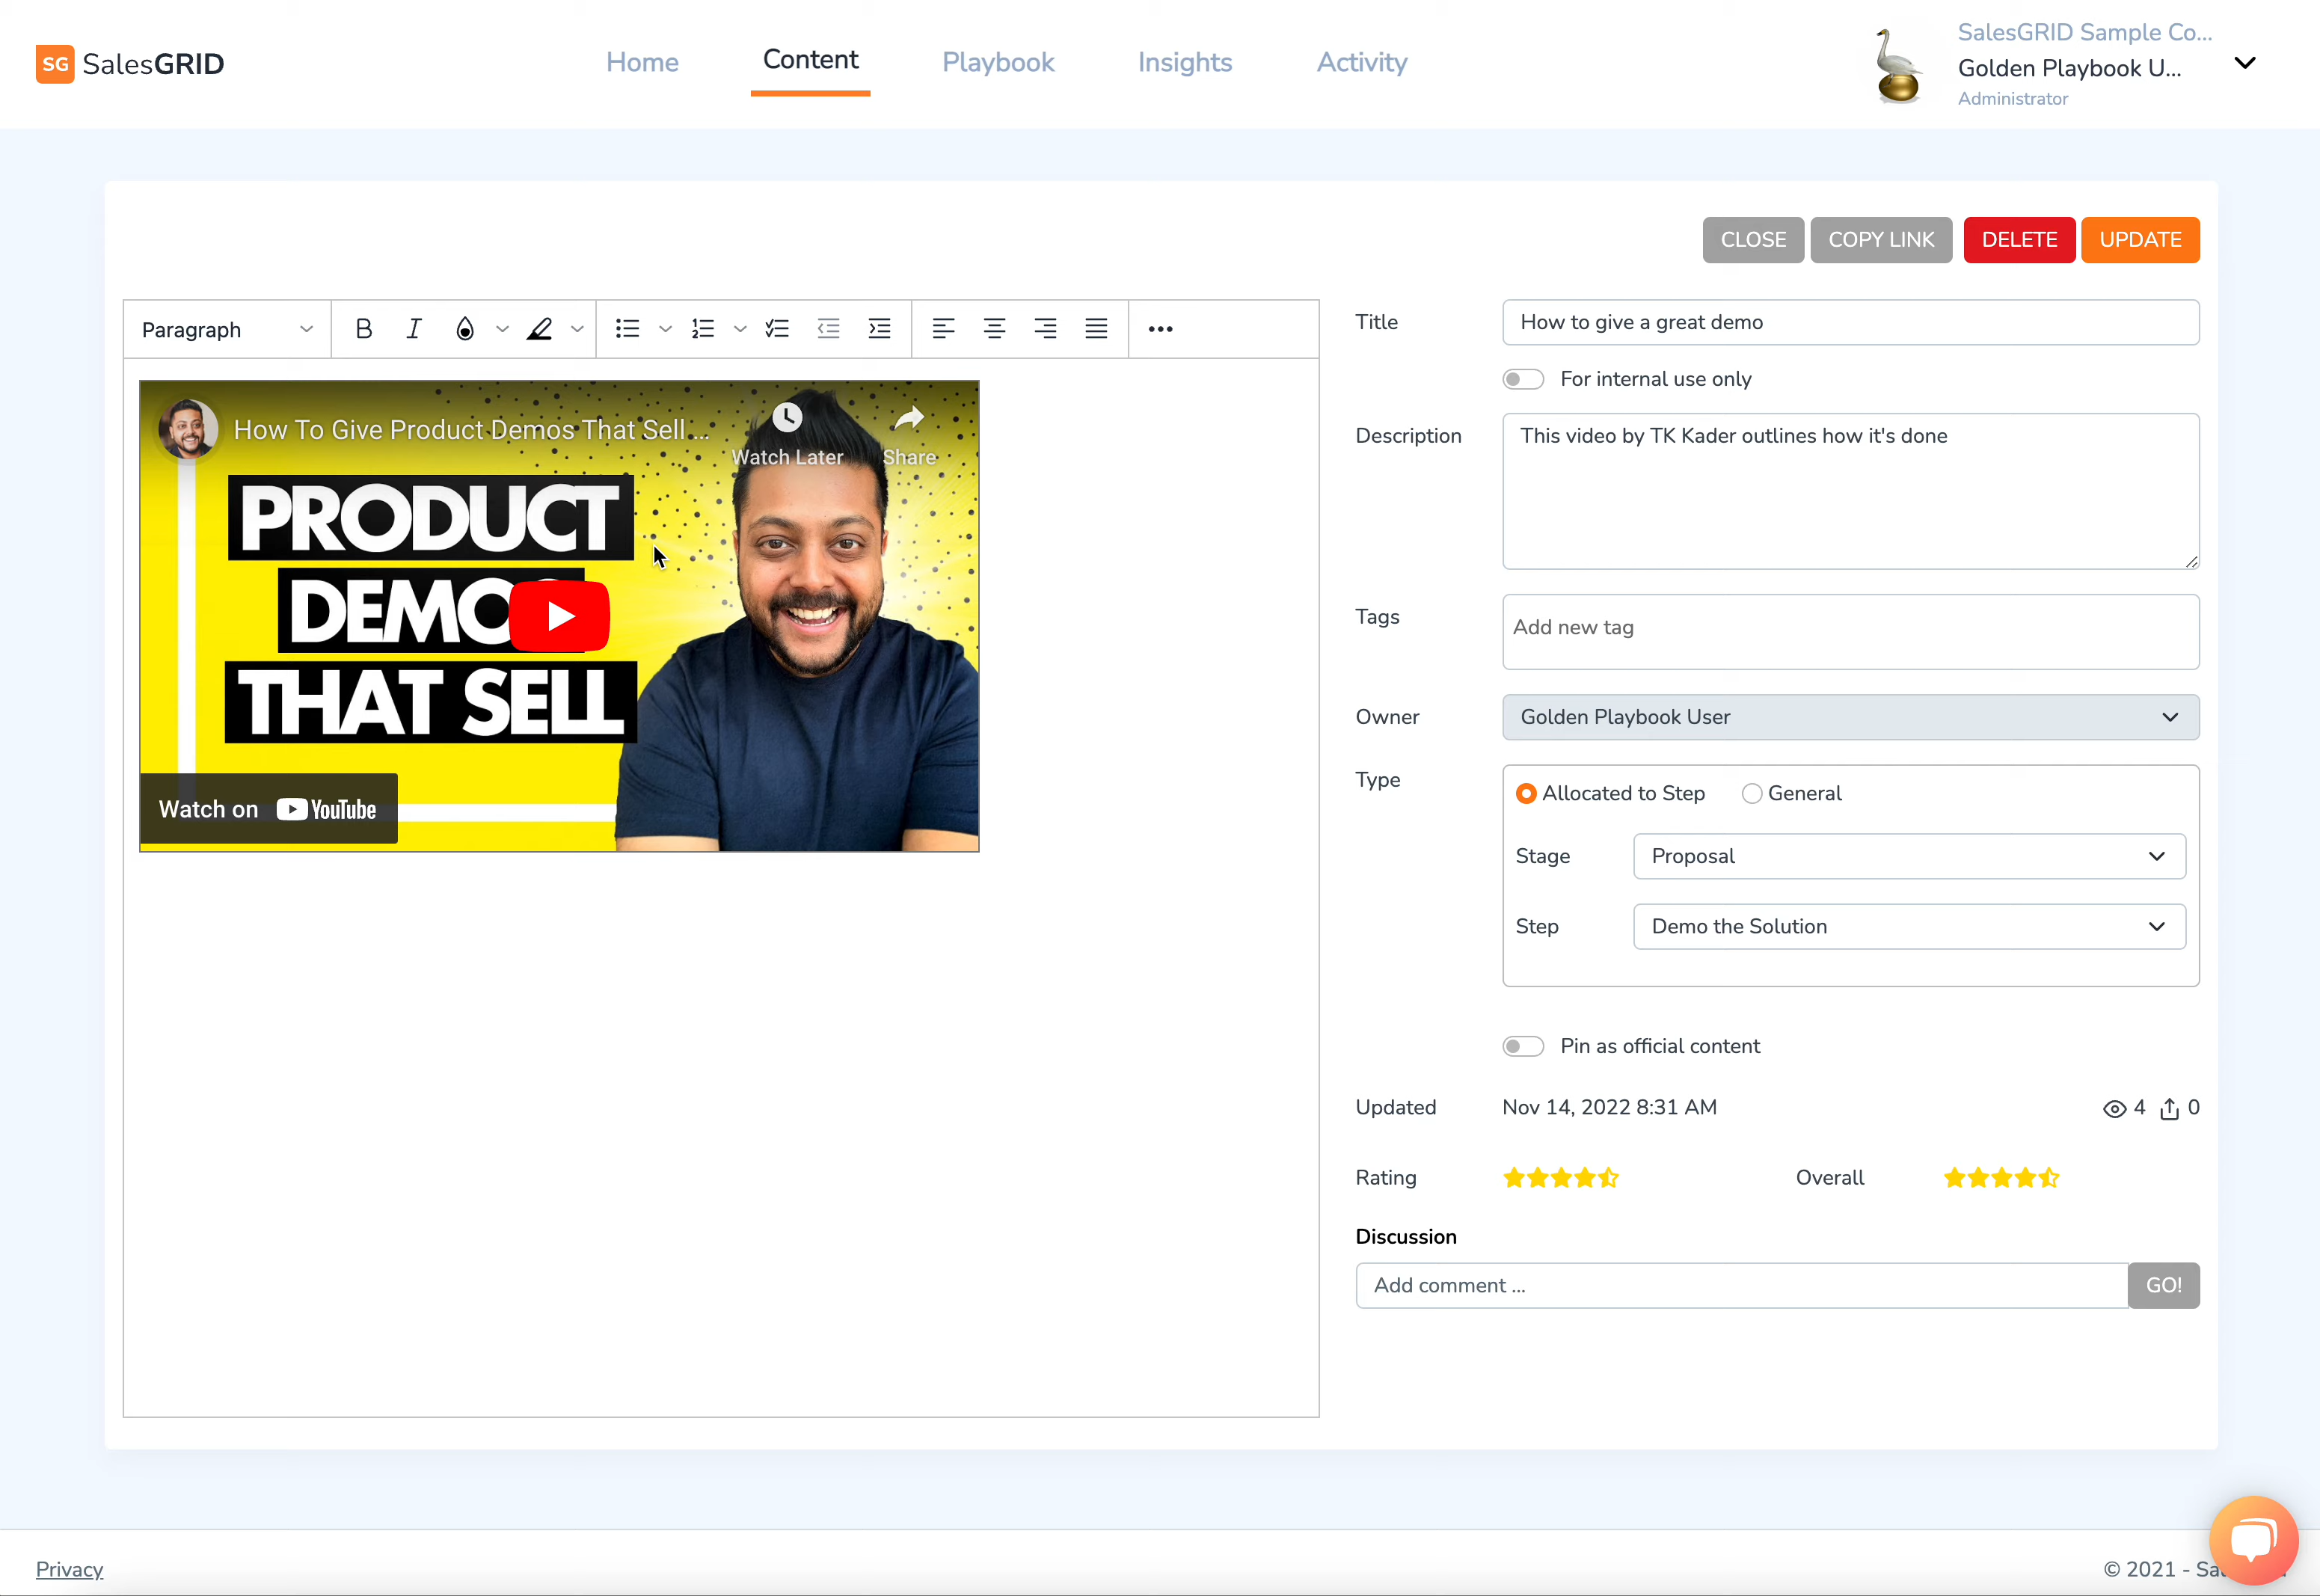 SG SalesGRID
Home
Content
Playbook
Insights
Activity
SalesGRID Sample Co...
Golden Playbook U...
Administrator
CLOSE
COPY LINK
DELETE
UPDATE
Paragraph
How To Give Product Demos That Sell ...
Watch Later
Share
PRODUCT
THAT SELL
Watch on YouTube
Title
How to give a great demo
For internal use only
Description
This video by TK Kader outlines how it's done
Tags
Add new tag
Owner
Golden Playbook User
Type
Allocated to Step
General
Stage
Proposal
Step
Demo the Solution
Pin as official content
Updated
Nov 14, 2022 8:31 AM
4
0
Rating
Overall
Discussion
Add comment ...
GO!
Privacy
© 2021 -